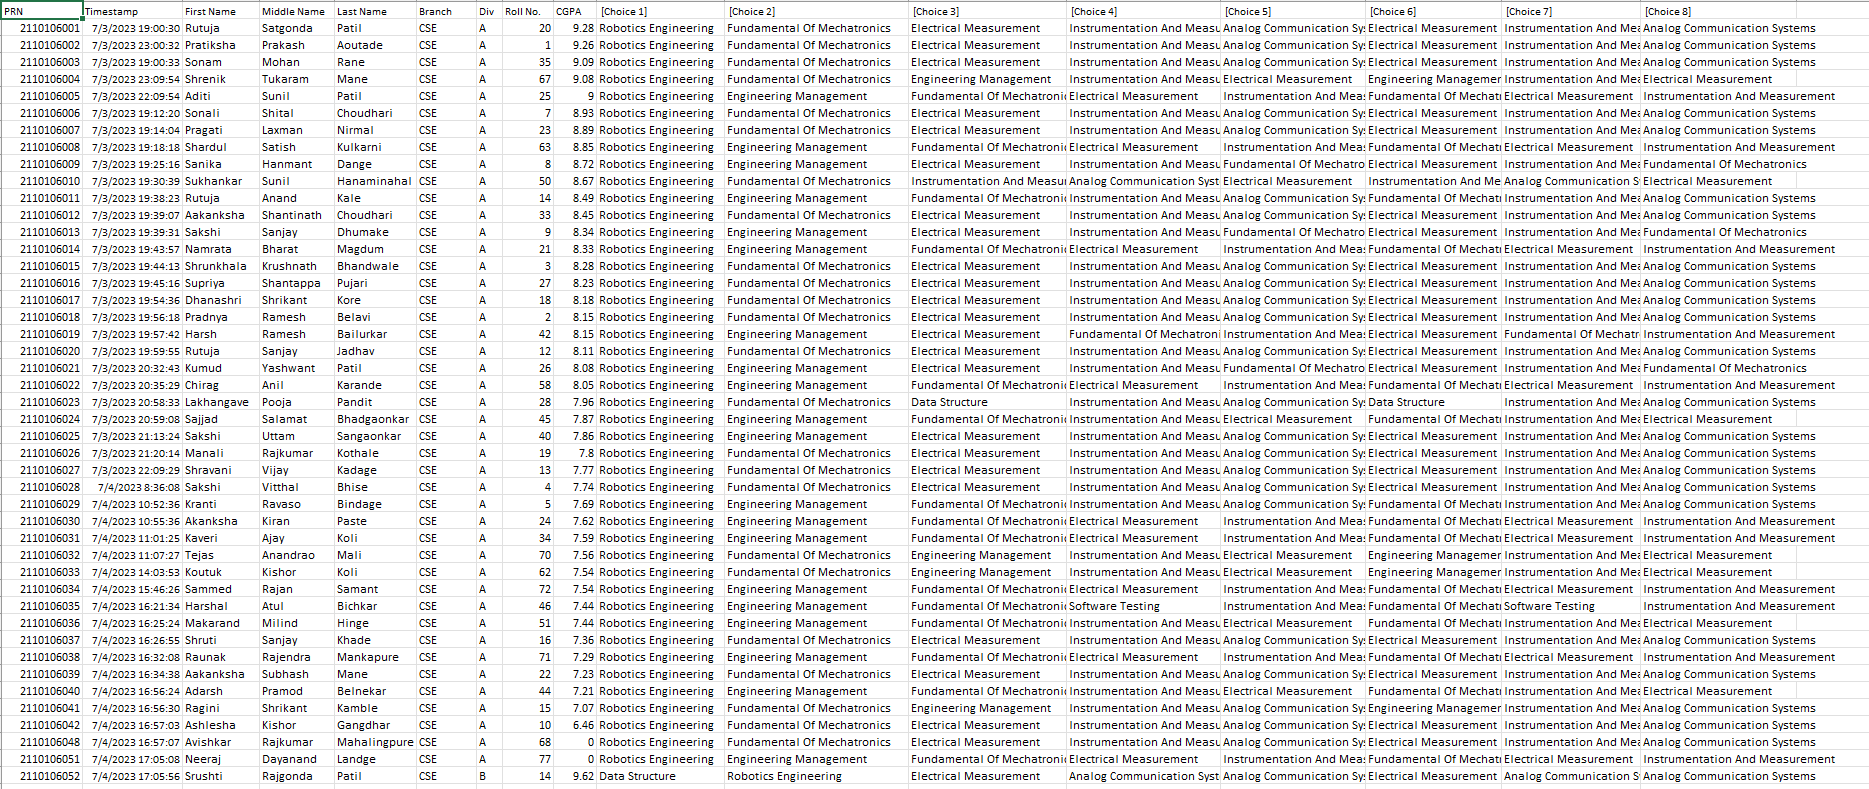 PRN Timestamp First Name Middle Name Last Name Branch Div Roll No. CGPA [Choice 1] [Choice 2] [Choice 3] [Choice 4] [Choice 5] [Choice 6] [Choice 7] [Choice 8]
2110106001 7/3/2023 19:00:30 Rutuja Satgonda Patil CSE A 20 9.28 Robotics Engineering Fundamental Of Mechatronics Electrical Measurement Instrumentation And Measu Analog Communication Sy Electrical Measurement Instrumentation And Mea Analog Communication Systems
2110106002 7/3/2023 23:00:32 Pratiksha Prakash Aoutade CSE A 1 9.26 Robotics Engineering Fundamental Of Mechatronics Electrical Measurement Instrumentation And Measu Analog Communication Sy Electrical Measurement Instrumentation And Mea Analog Communication Systems
2110106003 7/3/2023 19:00:33 Sonam Mohan Rane CSE A 35 9.09 Robotics Engineering Fundamental Of Mechatronics Electrical Measurement Instrumentation And Measu Analog Communication Sy Electrical Measurement Instrumentation And Mea Analog Communication Systems
2110106004 7/3/2023 23:09:54 Shrenik Tukaram Mane CSE A 67 9.08 Robotics Engineering Fundamental Of Mechatronics Engineering Management Instrumentation And Measu Electrical Measurement Engineering Managemer Instrumentation And Mea Electrical Measurement
2110106005 7/3/2023 22:09:54 Aditi Sunil Patil CSE A 25 9 Robotics Engineering Engineering Management Fundamental Of Mechatroni Electrical Measurement Instrumentation And Mea Fundamental Of Mechat Electrical Measurement Instrumentation And Measurement
2110106006 7/3/2023 19:12:20 Sonali Shital Choudhari CSE A 7 8.93 Robotics Engineering Fundamental Of Mechatronics Electrical Measurement Instrumentation And Measu Analog Communication Sy Electrical Measurement Instrumentation And Mea Analog Communication Systems
2110106007 7/3/2023 19:14:04 Pragati Laxman Nirmal CSE A 23 8.89 Robotics Engineering Fundamental Of Mechatronics Electrical Measurement Instrumentation And Measu Analog Communication Sy Electrical Measurement Instrumentation And Mea Analog Communication Systems
2110106008 7/3/2023 19:18:18 Shardul Satish Kulkarni CSE A 63 8.85 Robotics Engineering Engineering Management Fundamental Of Mechatroni Instrumentation And Measu Electrical Measurement Fundamental Of Mechat Instrumentation And Mea Electrical Measurement
2110106009 7/3/2023 19:25:16 Sanika Hanmant Dange CSE A 8 8.72 Robotics Engineering Engineering Management Electrical Measurement Instrumentation And Measu Fundamental Of Mechatro Electrical Measurement Instrumentation And Mea Fundamental Of Mechatronics
2110106010 7/3/2023 19:30:39 Sukhankar Sunil Hanaminahal CSE A 50 8.67 Robotics Engineering Fundamental Of Mechatronics Instrumentation And Measu Analog Communication Syst Electrical Measurement Instrumentation And Me Analog Communication S Electrical Measurement
2110106011 7/3/2023 19:38:23 Rutuja Anand Kale CSE A 14 8.49 Robotics Engineering Engineering Management Fundamental Of Mechatroni Instrumentation And Measu Analog Communication Sy Fundamental Of Mechat Instrumentation And Mea Analog Communication Systems
2110106012 7/3/2023 19:39:07 Aakanksha Shantinath Choudhari CSE A 33 8.45 Robotics Engineering Fundamental Of Mechatronics Electrical Measurement Instrumentation And Measu Analog Communication Sy Electrical Measurement Instrumentation And Mea Analog Communication Systems
2110106013 7/3/2023 19:39:31 Sakshi Sanjay Dhumake CSE A 9 8.34 Robotics Engineering Engineering Management Electrical Measurement Instrumentation And Measu Fundamental Of Mechatro Electrical Measurement Instrumentation And Mea Fundamental Of Mechatronics
2110106014 7/3/2023 19:43:57 Namrata Bharat Magdum CSE A 21 8.33 Robotics Engineering Engineering Management Fundamental Of Mechatroni Electrical Measurement Instrumentation And Mea Fundamental Of Mechat Electrical Measurement Instrumentation And Measurement
2110106015 7/3/2023 19:44:13 Shrunkhala Krushnath Bhandwale CSE A 3 8.28 Robotics Engineering Fundamental Of Mechatronics Electrical Measurement Instrumentation And Measu Analog Communication Sy Electrical Measurement Instrumentation And Mea Analog Communication Systems
2110106016 7/3/2023 19:45:16 Supriya Shantappa Pujari CSE A 27 8.23 Robotics Engineering Fundamental Of Mechatronics Electrical Measurement Instrumentation And Measu Analog Communication Sy Electrical Measurement Instrumentation And Mea Analog Communication Systems
2110106017 7/3/2023 19:54:36 Dhanashri Shrikant Kore CSE A 18 8.18 Robotics Engineering Fundamental Of Mechatronics Electrical Measurement Instrumentation And Measu Analog Communication Sy Electrical Measurement Instrumentation And Mea Analog Communication Systems
2110106018 7/3/2023 19:56:18 Pradnya Ramesh Belavi CSE A 2 8.15 Robotics Engineering Fundamental Of Mechatronics Electrical Measurement Instrumentation And Measu Analog Communication Sy Electrical Measurement Instrumentation And Mea Analog Communication Systems
2110106019 7/3/2023 19:57:42 Harsh Ramesh Bailurkar CSE A 42 8.15 Robotics Engineering Engineering Management Electrical Measurement Fundamental Of Mechatroni Instrumentation And Mea Electrical Measurement Fundamental Of Mechatr Instrumentation And Measurement
2110106020 7/3/2023 19:59:55 Rutuja Sanjay Jadhav CSE A 12 8.11 Robotics Engineering Fundamental Of Mechatronics Electrical Measurement Instrumentation And Measu Analog Communication Sy Electrical Measurement Instrumentation And Mea Analog Communication Systems
2110106021 7/3/2023 20:32:43 Kumud Yashwant Patil CSE A 26 8.08 Robotics Engineering Engineering Management Electrical Measurement Instrumentation And Measu Fundamental Of Mechatro Electrical Measurement Instrumentation And Mea Fundamental Of Mechatronics
2110106022 7/3/2023 20:35:29 Chirag Anil Karande CSE A 58 8.05 Robotics Engineering Engineering Management Fundamental Of Mechatroni Electrical Measurement Instrumentation And Mea Fundamental Of Mechat Electrical Measurement Instrumentation And Measurement
2110106023 7/3/2023 20:58:33 Lakhangave Pooja Pandit CSE A 28 7.96 Robotics Engineering Engineering Management Data Structure Instrumentation And Measu Analog Communication Sy Data Structure Instrumentation And Mea Analog Communication Systems
2110106024 7/3/2023 20:59:08 Sajjad Salamat Bhadgaonkar CSE A 45 7.87 Robotics Engineering Engineering Management Fundamental Of Mechatroni Instrumentation And Measu Electrical Measurement Fundamental Of Mechat Instrumentation And Mea Electrical Measurement
2110106025 7/3/2023 21:13:24 Sakshi Uttam Sangaonkar CSE A 40 7.86 Robotics Engineering Engineering Management Electrical Measurement Instrumentation And Measu Analog Communication Sy Electrical Measurement Instrumentation And Mea Analog Communication Systems
2110106026 7/3/2023 21:20:14 Manali Rajkumar Kothale CSE A 19 7.8 Robotics Engineering Fundamental Of Mechatronics Electrical Measurement Instrumentation And Measu Analog Communication Sy Electrical Measurement Instrumentation And Mea Analog Communication Systems
2110106027 7/3/2023 22:09:29 Shravani Vijay Kadage CSE A 13 7.77 Robotics Engineering Fundamental Of Mechatronics Electrical Measurement Instrumentation And Measu Analog Communication Sy Electrical Measurement Instrumentation And Mea Analog Communication Systems
2110106028 7/4/2023 8:36:08 Sakshi Vitthal Bhise CSE A 4 7.74 Robotics Engineering Fundamental Of Mechatronics Electrical Measurement Instrumentation And Measu Analog Communication Sy Electrical Measurement Instrumentation And Mea Analog Communication Systems
2110106029 7/4/2023 10:52:36 Kranti Ravaso Bindage CSE A 5 7.69 Robotics Engineering Engineering Management Fundamental Of Mechatroni Instrumentation And Measu Analog Communication Sy Fundamental Of Mechat Instrumentation And Mea Analog Communication Systems
2110106030 7/4/2023 10:55:36 Akanksha Kiran Paste CSE A 24 7.62 Robotics Engineering Engineering Management Fundamental Of Mechatroni Electrical Measurement Instrumentation And Mea Fundamental Of Mechat Electrical Measurement Instrumentation And Measurement
2110106031 7/4/2023 11:01:25 Kaveri Ajay Koli CSE A 34 7.59 Robotics Engineering Engineering Management Fundamental Of Mechatroni Electrical Measurement Instrumentation And Mea Fundamental Of Mechat Electrical Measurement Instrumentation And Measurement
2110106032 7/4/2023 11:07:27 Tejas Anandrao Mali CSE A 70 7.56 Robotics Engineering Fundamental Of Mechatronics Engineering Management Instrumentation And Measu Electrical Measurement Engineering Managemer Instrumentation And Mea Electrical Measurement
2110106033 7/4/2023 14:03:53 Koutuk Kishor Koli CSE A 62 7.54 Robotics Engineering Fundamental Of Mechatronics Engineering Management Instrumentation And Measu Electrical Measurement Engineering Managemer Instrumentation And Mea Electrical Measurement
2110106034 7/4/2023 15:46:26 Sammed Rajan Samant CSE A 72 7.54 Robotics Engineering Engineering Management Fundamental Of Mechatroni Electrical Measurement Instrumentation And Mea Fundamental Of Mechat Electrical Measurement Instrumentation And Measurement
2110106035 7/4/2023 16:21:34 Harshal Atul Bichkar CSE A 46 7.44 Robotics Engineering Engineering Management Fundamental Of Mechatroni Software Testing Instrumentation And Mea Fundamental Of Mechat Software Testing Instrumentation And Measurement
2110106036 7/4/2023 16:25:24 Makarand Milind Hinge CSE A 51 7.44 Robotics Engineering Engineering Management Fundamental Of Mechatroni Instrumentation And Measu Electrical Measurement Fundamental Of Mechat Instrumentation And Mea Electrical Measurement
2110106037 7/4/2023 16:26:55 Shruti Sanjay Khade CSE A 16 7.36 Robotics Engineering Fundamental Of Mechatronics Electrical Measurement Instrumentation And Measu Analog Communication Sy Electrical Measurement Instrumentation And Mea Analog Communication Systems
2110106038 7/4/2023 16:32:08 Raunak Rajendra Mankapure CSE A 71 7.29 Robotics Engineering Engineering Management Fundamental Of Mechatroni Electrical Measurement Instrumentation And Mea Fundamental Of Mechat Electrical Measurement Instrumentation And Measurement
2110106039 7/4/2023 16:34:38 Aakanksha Subhash Mane CSE A 22 7.23 Robotics Engineering Engineering Management Electrical Measurement Instrumentation And Measu Analog Communication Sy Electrical Measurement Instrumentation And Mea Analog Communication Systems
2110106040 7/4/2023 16:56:24 Adarsh Pramod Belnekar CSE A 44 7.21 Robotics Engineering Engineering Management Fundamental Of Mechatroni Instrumentation And Measu Electrical Measurement Fundamental Of Mechat Instrumentation And Mea Electrical Measurement
2110106041 7/4/2023 16:56:30 Ragini Shrikant Kamble CSE A 15 7.07 Robotics Engineering Fundamental Of Mechatronics Engineering Management Instrumentation And Measu Analog Communication Sy Engineering Managemer Instrumentation And Mea Analog Communication Systems
2110106042 7/4/2023 16:57:03 Ashlesha Kishor Gangdhar CSE A 10 6.46 Robotics Engineering Fundamental Of Mechatronics Electrical Measurement Instrumentation And Measu Analog Communication Sy Electrical Measurement Instrumentation And Mea Analog Communication Systems
2110106048 7/4/2023 16:57:07 Avishkar Rajkumar Mahalingpure CSE A 68 0 Robotics Engineering Fundamental Of Mechatronics Electrical Measurement Instrumentation And Measu Analog Communication Sy Electrical Measurement Instrumentation And Mea Analog Communication Systems
2110106051 7/4/2023 17:05:08 Neeraj Dayanand Landge CSE A 77 0 Robotics Engineering Engineering Management Fundamental Of Mechatroni Instrumentation And Measu Analog Communication Sy Fundamental Of Mechat Instrumentation And Mea Analog Communication Systems
2110106052 7/4/2023 17:05:56 Srushti Rajgonda Patil CSE B 14 9.62 Data Structure Robotics Engineering Electrical Measurement Analog Communication Syst Analog Communication Sy Electrical Measurement Analog Communication S Analog Communication Systems